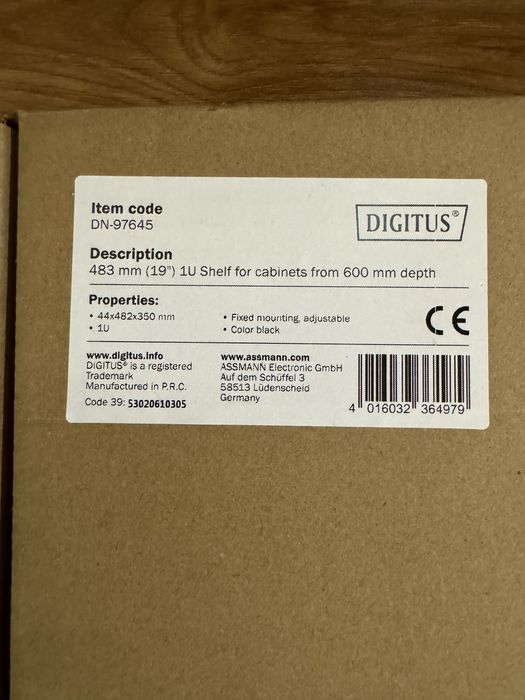 Item code
DN-97645
DIGITUS®
Description
483 mm (19") 1U Shelf for cabinets from 600 mm depth
Properties:
• 44x482x350 mm
• 1U
• Fixed mounting, adjustable
• Color black
CE
www.digitus.info
DIGITUS® is a registered
Trademark
Manufactured in P.R.C.
Code 39: 53020610305
www.assmann.com
ASSMANN Electronic GmbH
Auf dem Schüffel 3
58513 Lüdenscheid
Germany
4 016032 364979